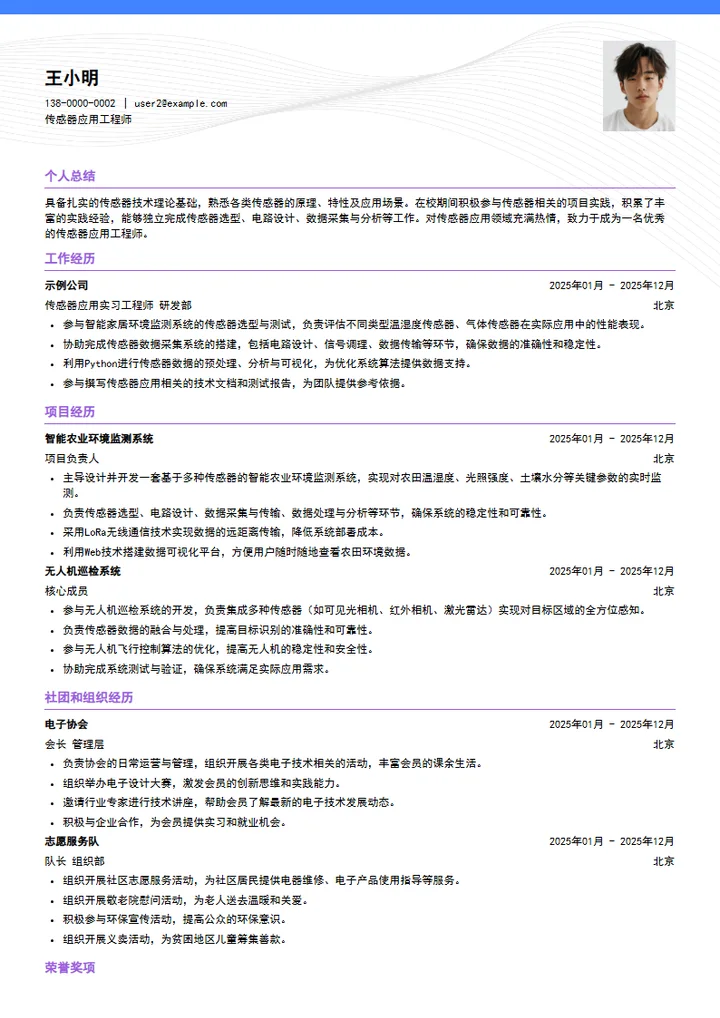 王小明
138-0000-0002 | user2@example.com
传感器应用工程师
个人总结
具备扎实的传感器技术理论基础，熟悉各类传感器的原理、特性及应用场景。在校期间积极参与传感器相关的项目实践，积累了丰
富的实践经验，能够独立完成传感器选型、电路设计、数据采集与分析等工作。对传感器应用领域充满热情，致力于成为一名优秀
的传感器应用工程师。
工作经历
示例公司 2025年01月 - 2025年12月
传感器应用实习工程师 研发部 北京
• 参与智能家居环境监测系统的传感器选型与测试，负责评估不同类型温湿度传感器、气体传感器在实际应用中的性能表现。
• 协助完成传感器数据采集系统的搭建，包括电路设计、信号调理、数据传输等环节，确保数据的准确性和稳定性。
• 利用Python进行传感器数据的预处理、分析与可视化，为优化系统算法提供数据支持。
• 参与撰写传感器应用相关的技术文档和测试报告，为团队提供参考依据。
项目经历
智能农业环境监测系统 2025年01月 - 2025年12月
项目负责人 北京
• 主导设计并开发一套基于多种传感器的智能农业环境监测系统，实现对农田温湿度、光照强度、土壤水分等关键参数的实时监
测。
• 负责传感器选型、电路设计、数据采集与传输、数据处理与分析等环节，确保系统的稳定性和可靠性。
• 采用LoRa无线通信技术实现数据的远距离传输，降低系统部署成本。
• 利用Web技术搭建数据可视化平台，方便用户随时随地查看农田环境数据。
无人机巡检系统 2025年01月 - 2025年12月
核心成员 北京
• 参与无人机巡检系统的开发，负责集成多种传感器（如可见光相机、红外相机、激光雷达）实现对目标区域的全方位感知。
• 负责传感器数据的融合与处理，提高目标识别的准确性和可靠性。
• 参与无人机飞行控制算法的优化，提高无人机的稳定性和安全性。
• 协助完成系统测试与验证，确保系统满足实际应用需求。
社团和组织经历
电子协会 2025年01月 - 2025年12月
会长 管理层 北京
• 负责协会的日常运营与管理，组织开展各类电子技术相关的活动，丰富会员的课余生活。
• 组织举办电子设计大赛，激发会员的创新思维和实践能力。
• 邀请行业专家进行技术讲座，帮助会员了解最新的电子技术发展动态。
• 积极与企业合作，为会员提供实习和就业机会。
志愿服务队 2025年01月 - 2025年12月
队长 组织部 北京
• 组织开展社区志愿服务活动，为社区居民提供电器维修、电子产品使用指导等服务。
• 组织开展敬老院慰问活动，为老人送去温暖和关爱。
• 积极参与环保宣传活动，提高公众的环保意识。
• 组织开展义卖活动，为贫困地区儿童筹集善款。
荣誉奖项